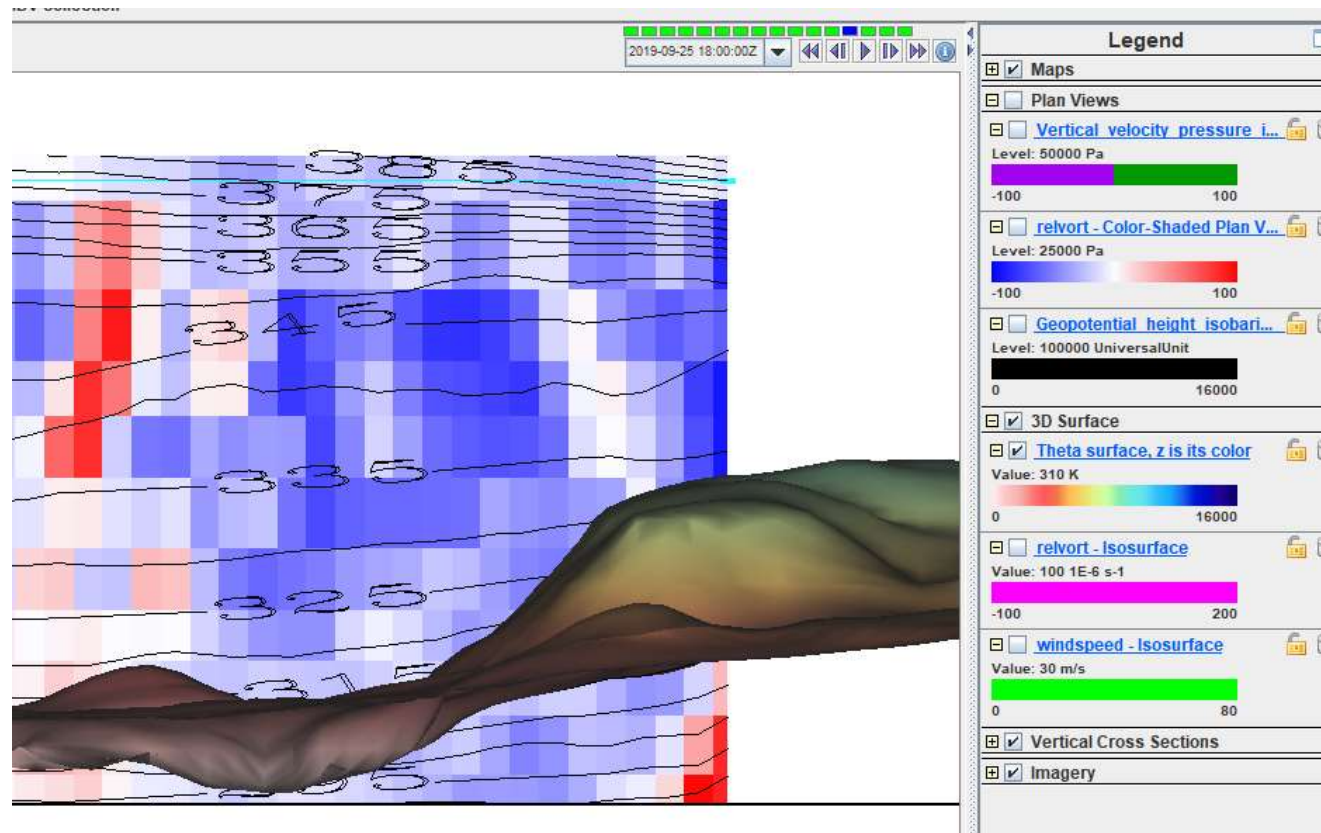 2019-09-25 18:00:00Z
Legend
Maps
Plan Views
Vertical_velocity_pressure_i...
Level: 50000 Pa
-100 100
relvort - Color-Shaded Plan V...
Level: 25000 Pa
-100 100
Geopotential_height_isobari...
Level: 100000 UniversalUnit
0 16000
3D Surface
Theta surface, z is its color
Value: 310 K
0 16000
relvort - Isosurface
Value: 100 1E-6 s-1
-100 200
windspeed - Isosurface
Value: 30 m/s
0 80
Vertical Cross Sections
Imagery
385
375
365
355
345
335
325